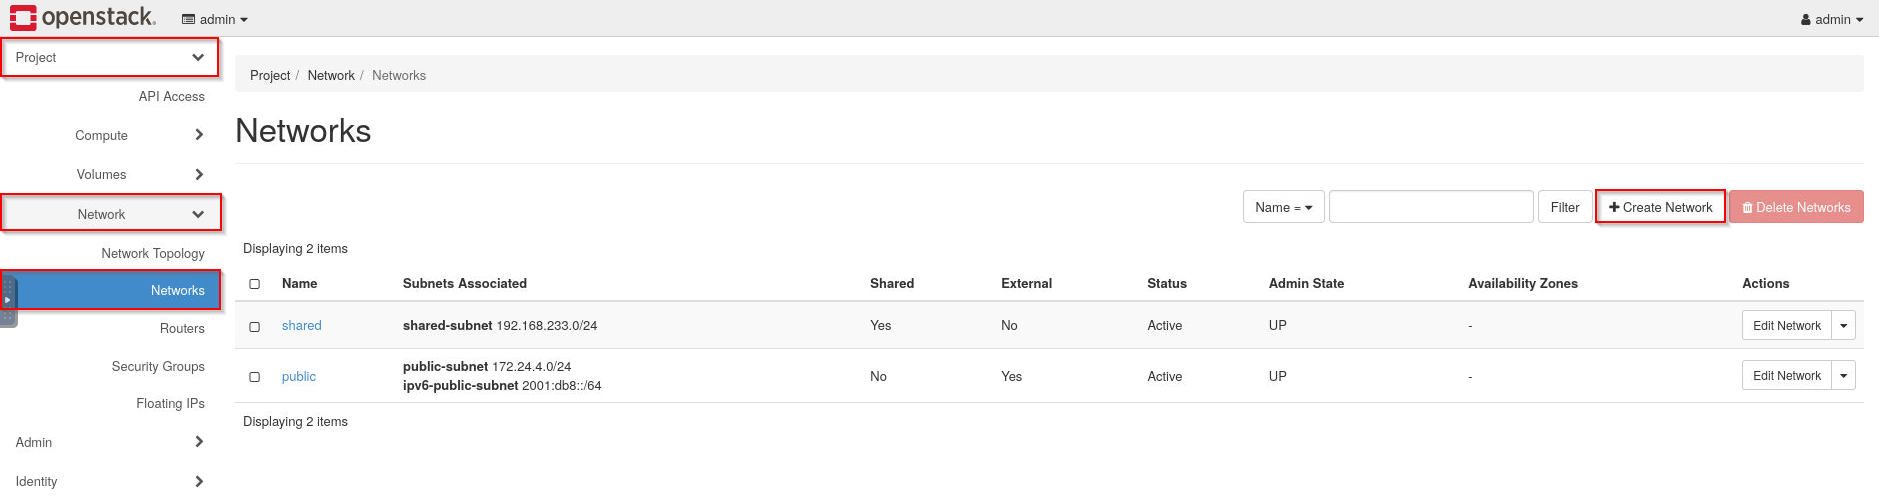 openstack. admin admin
Project
Project / Network / Networks
API Access
Networks
Compute
Volumes
Network
Name = Filter Create Network Delete Networks
Network Topology
Displaying 2 items
Networks
Name Subnets Associated Shared External Status Admin State Availability Zones Actions
Routers
shared shared-subnet 192.168.233.0/24 Yes No Active UP - Edit Network
Security Groups
public public-subnet 172.24.4.0/24 No Yes Active UP - Edit Network
ipv6-public-subnet 2001:db8::/64
Floating IPs
Displaying 2 items
Admin
Identity